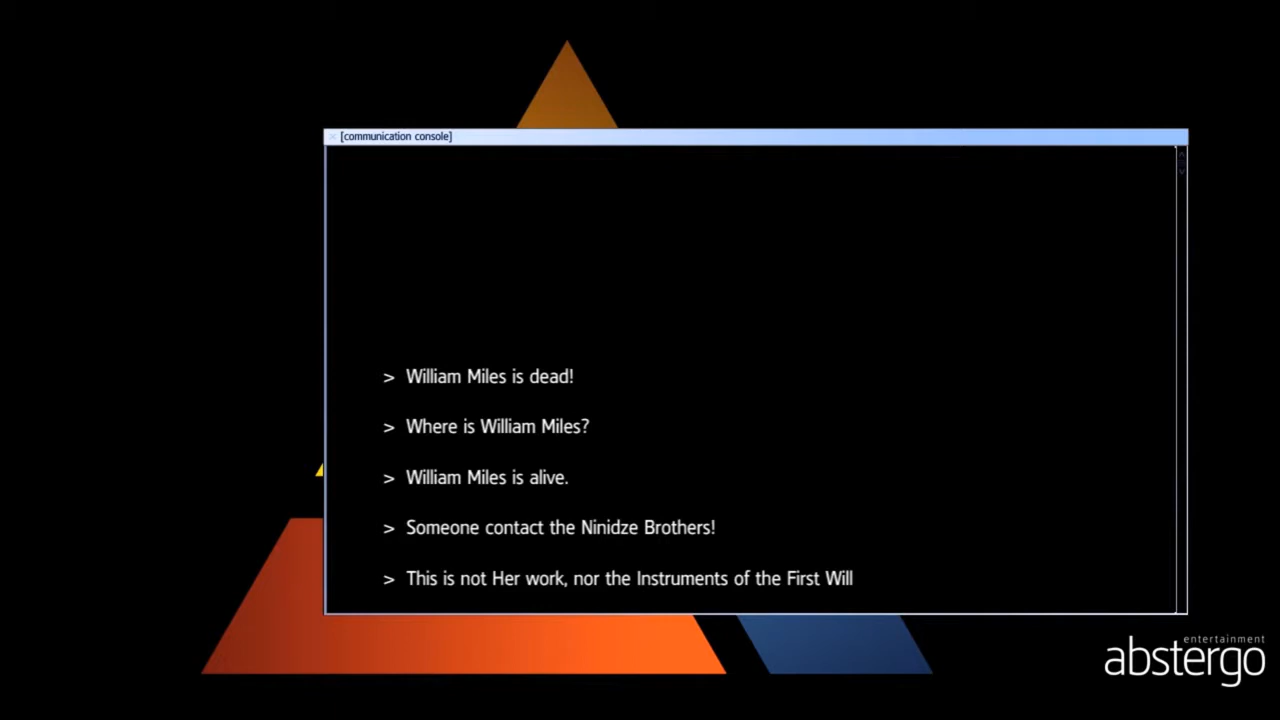 [communication console]
> William Miles is dead!
> Where is William Miles?
> William Miles is alive.
> Someone contact the Ninidze Brothers!
> This is not Her work, nor the Instruments of the First Will
entertainment
abstergo